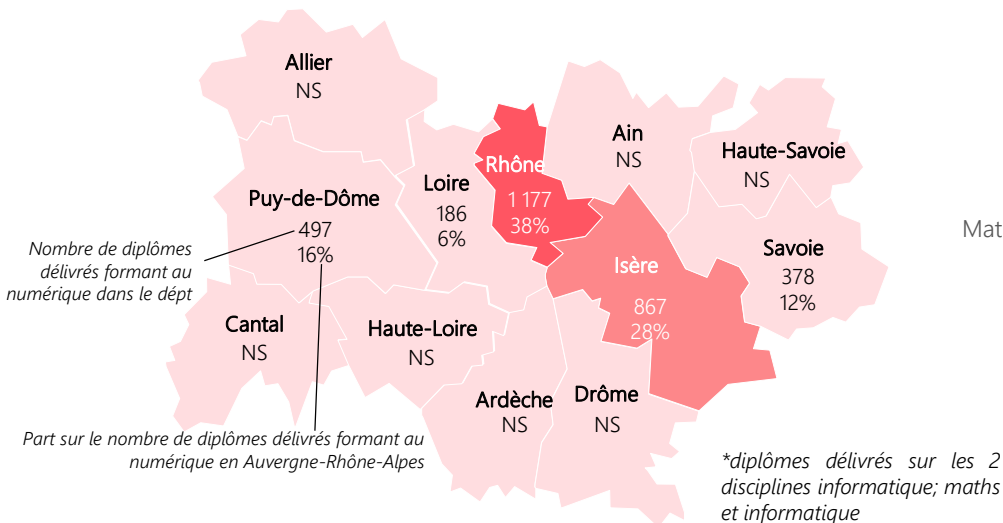 Allier
NS
Ain
NS
Haute-Savoie
NS
Rhône
1 177
38%
Loire
186
6%
Puy-de-Dôme
497
16%
Nombre de diplômes
délivrés formant au
numérique dans le dépt
Mat
Savoie
378
12%
Isère
867
28%
Cantal
NS
Haute-Loire
NS
Ardèche
NS
Drôme
NS
Part sur le nombre de diplômes délivrés formant au
numérique en Auvergne-Rhône-Alpes
*diplômes délivrés sur les 2
disciplines informatique; maths
et informatique